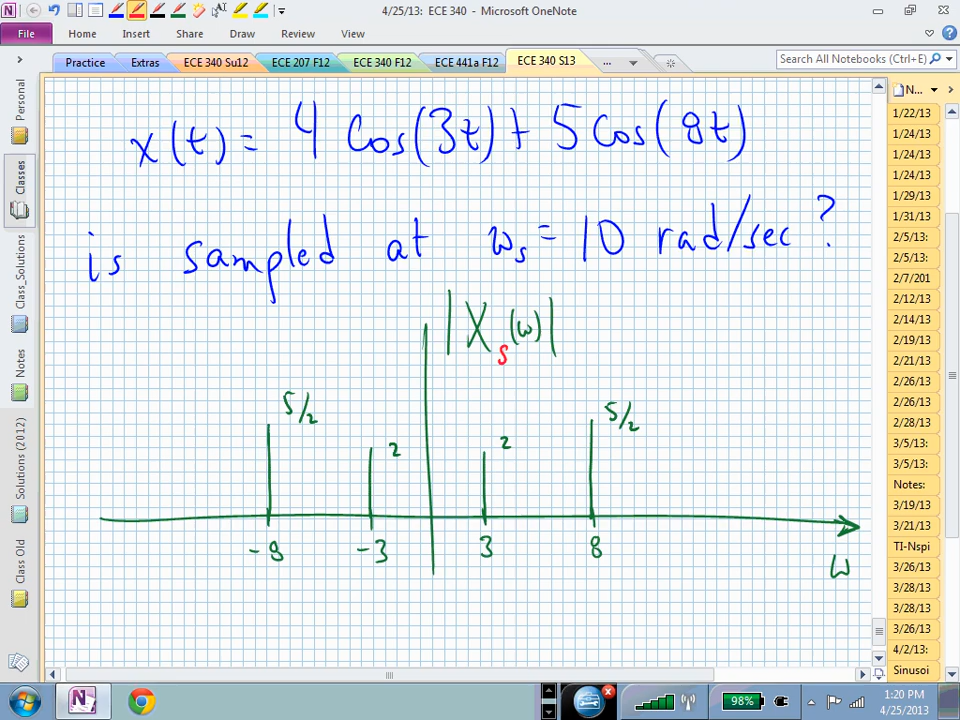 4/25/13: ECE 340 - Microsoft OneNote
File Home Insert Share Draw Review View
Practice Extras ECE 340 Su12 ECE 207 F12 ECE 340 F12 ECE 441a F12 ECE 340 S13 ...
Search All Notebooks (Ctrl+E)
N...
Personal
Classes
Class_Solutions
Notes
Solutions (2012)
Class Old
x(t) = 4 cos(3t) + 5 cos(8t)
is sampled at ws = 10 rad/sec ?
|Xs(w)|
5/2 2 2 5/2
-8 -3 3 8
w
1/22/13
1/24/13
1/24/13
1/24/13
1/29/13
1/31/13
2/5/13:
2/5/13:
2/7/201
2/12/13
2/14/13
2/19/13
2/21/13
2/26/13
2/26/13
2/28/13
3/5/13:
3/5/13:
Notes:
3/19/13
3/21/13
TI-Nspi
3/26/13
3/28/13
3/28/13
3/26/13
4/2/13:
Sinusoi
98%
1:20 PM
4/25/2013